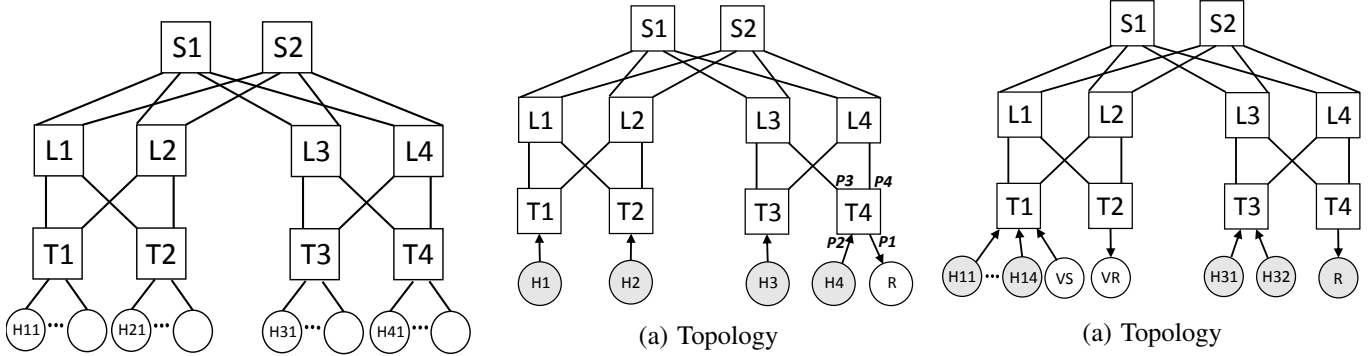 S1 S2
L1 L2 L3 L4
T1 T2 T3 T4
H11 ••• H21 ••• H31 ••• H41 •••
S1 S2
L1 L2 L3 L4
P3 P4
T1 T2 T3 T4
P2 P1
H1 H2 H3 H4 R
(a) Topology
S1 S2
L1 L2 L3 L4
T1 T2 T3 T4
H11 ••• H14 VS VR H31 H32 R
(a) Topology